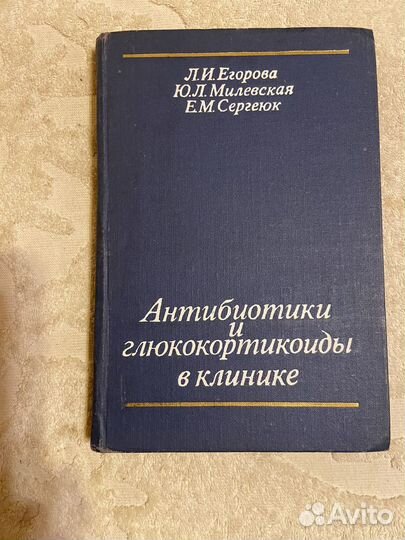 Л.И.Егорова
Ю.Л.Милевская
Е.М.Сергеюк
Антибиотики
и
глюкокортикоиды
в клинике
Avito